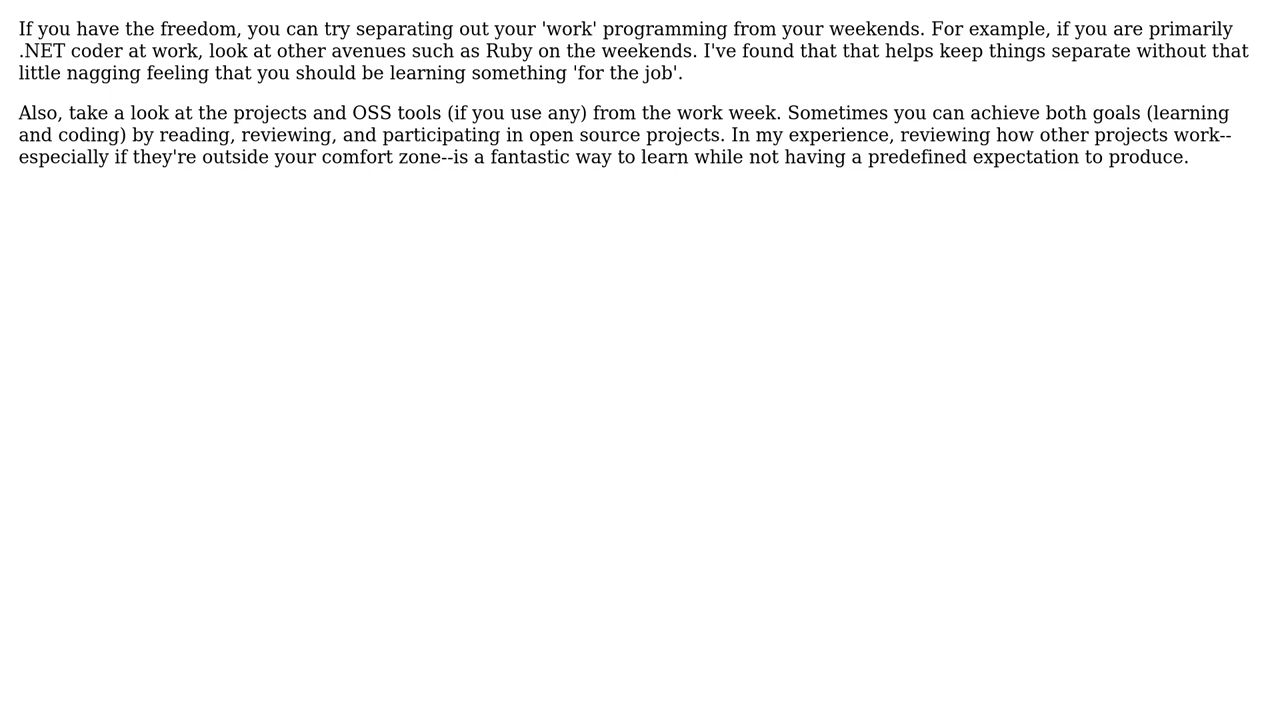 If you have the freedom, you can try separating out your 'work' programming from your weekends. For example, if you are primarily
.NET coder at work, look at other avenues such as Ruby on the weekends. I've found that that helps keep things separate without that
little nagging feeling that you should be learning something 'for the job'.
Also, take a look at the projects and OSS tools (if you use any) from the work week. Sometimes you can achieve both goals (learning
and coding) by reading, reviewing, and participating in open source projects. In my experience, reviewing how other projects work--
especially if they're outside your comfort zone--is a fantastic way to learn while not having a predefined expectation to produce.